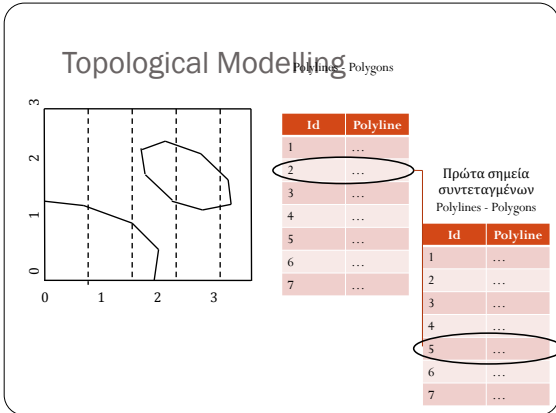 Topological Modelling
Polylines - Polygons
3
2
1
0
0 1 2 3
Id Polyline
1 …
2 …
3 …
4 …
5 …
6 …
7 …
Πρώτα σημεία
συντεταγμένων
Polylines - Polygons
Id Polyline
1 …
2 …
3 …
4 …
5 …
6 …
7 …